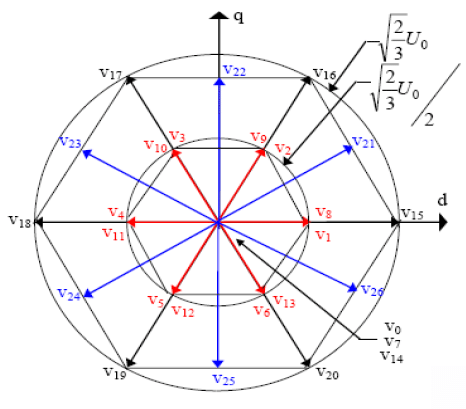 q
√(2/3) U₀
v₁₇ v₂₂ v₁₆
√(2/3) U₀ / 2
v₂₃ v₁₀ v₃ v₉ v₂ v₂₁
v₁₈ v₄ v₈ v₁₅ d
v₁₁ v₁
v₂₄ v₅ v₁₃ v₂₆
v₁₂ v₆
v₀
v₇
v₁₄
v₁₉ v₂₅ v₂₀